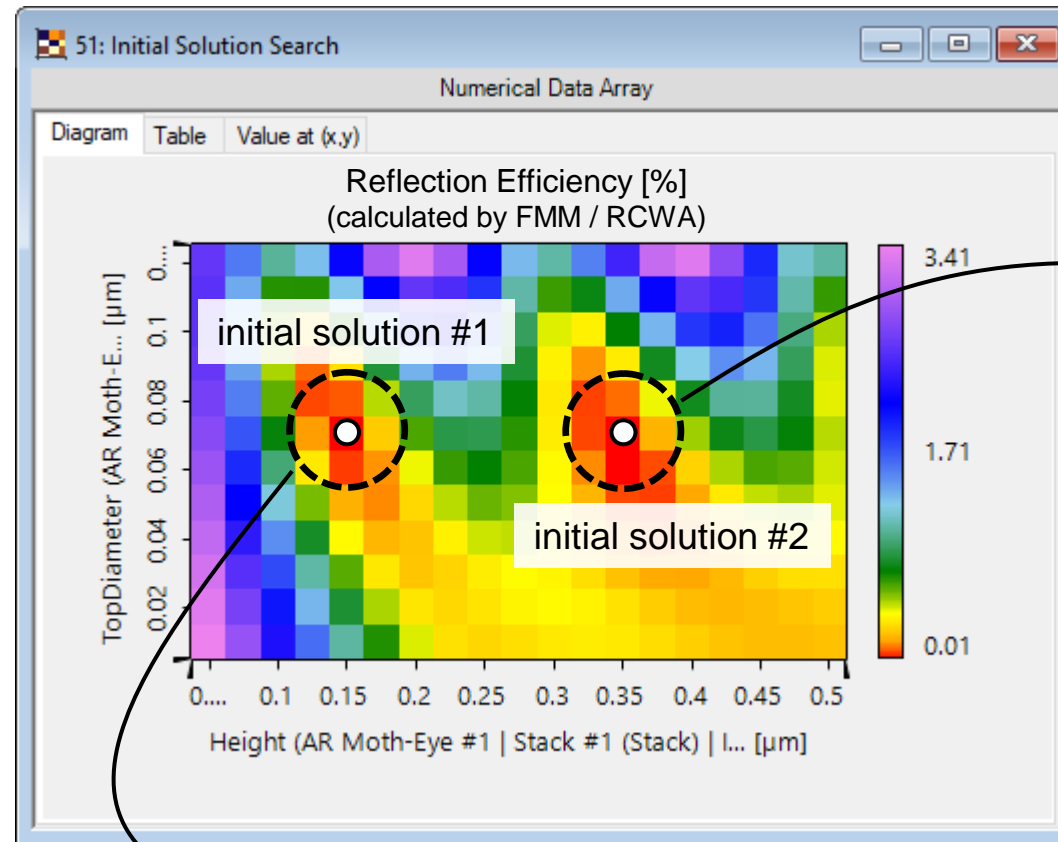 51: Initial Solution Search
Numerical Data Array
Diagram Table Value at (x,y)
Reflection Efficiency [%]
(calculated by FMM / RCWA)
3.41
1.71
0.01
initial solution #1
initial solution #2
TopDiameter (AR Moth-E... [µm]
0....
0.1
0.08
0.06
0.04
0.02
0.... 0.1 0.15 0.2 0.25 0.3 0.35 0.4 0.45 0.5
Height (AR Moth-Eye #1 | Stack #1 (Stack) | I... [µm]